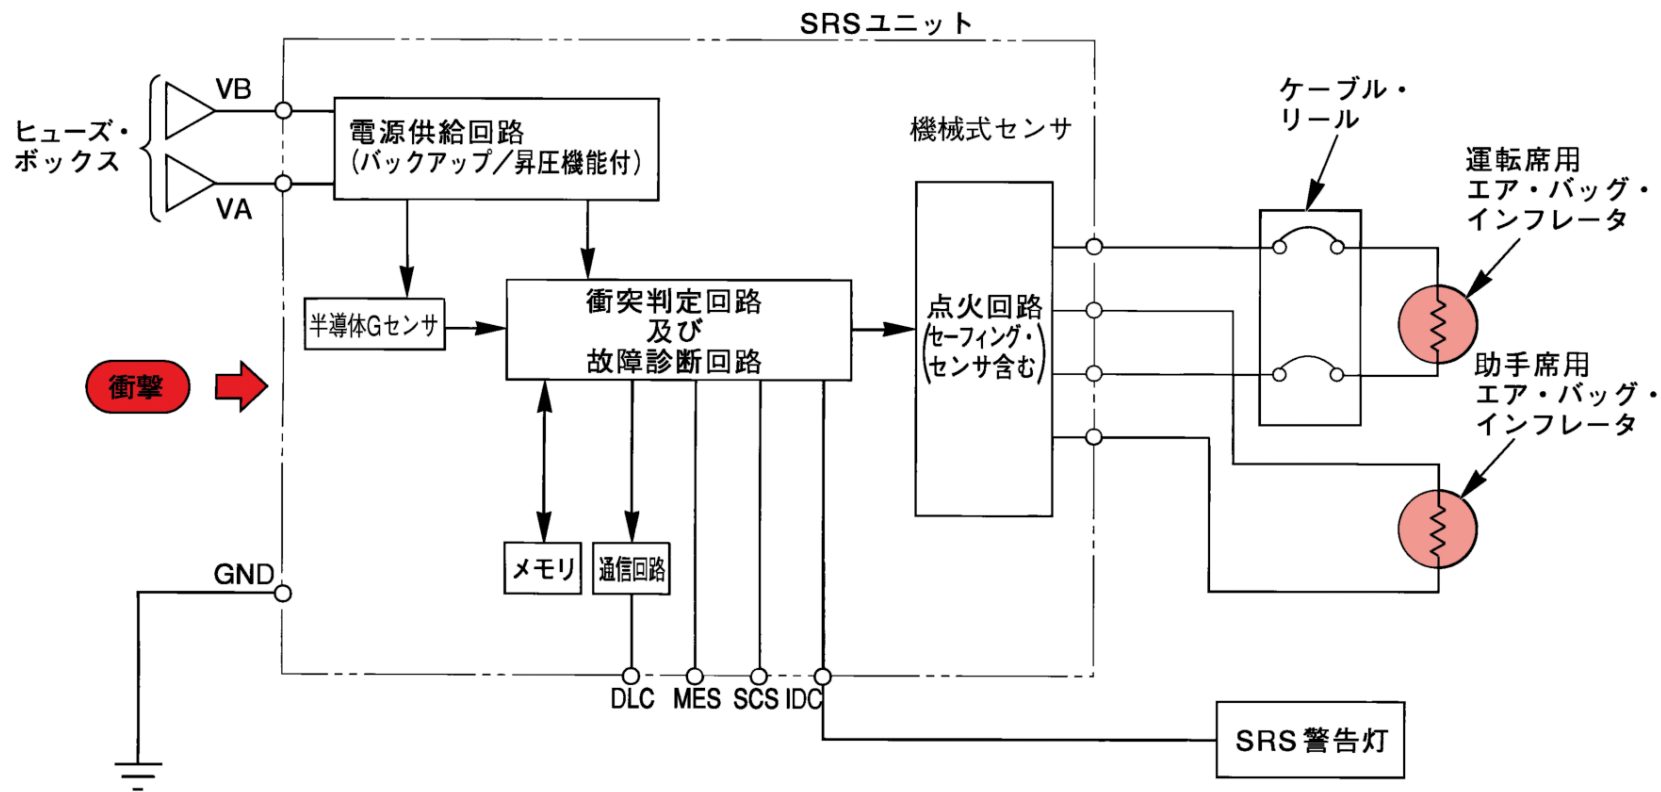 SRSユニット
VB
ヒューズ・
ボックス
VA
電源供給回路
(バックアップ/昇圧機能付)
機械式センサ
ケーブル・
リール
運転席用
エア・バッグ・
インフレータ
半導体Gセンサ
衝突判定回路
及び
故障診断回路
点火回路
(セーフィング・
センサ含む)
衝撃
助手席用
エア・バッグ・
インフレータ
GND
メモリ
通信回路
DLC
MES
SCS
IDC
SRS警告灯